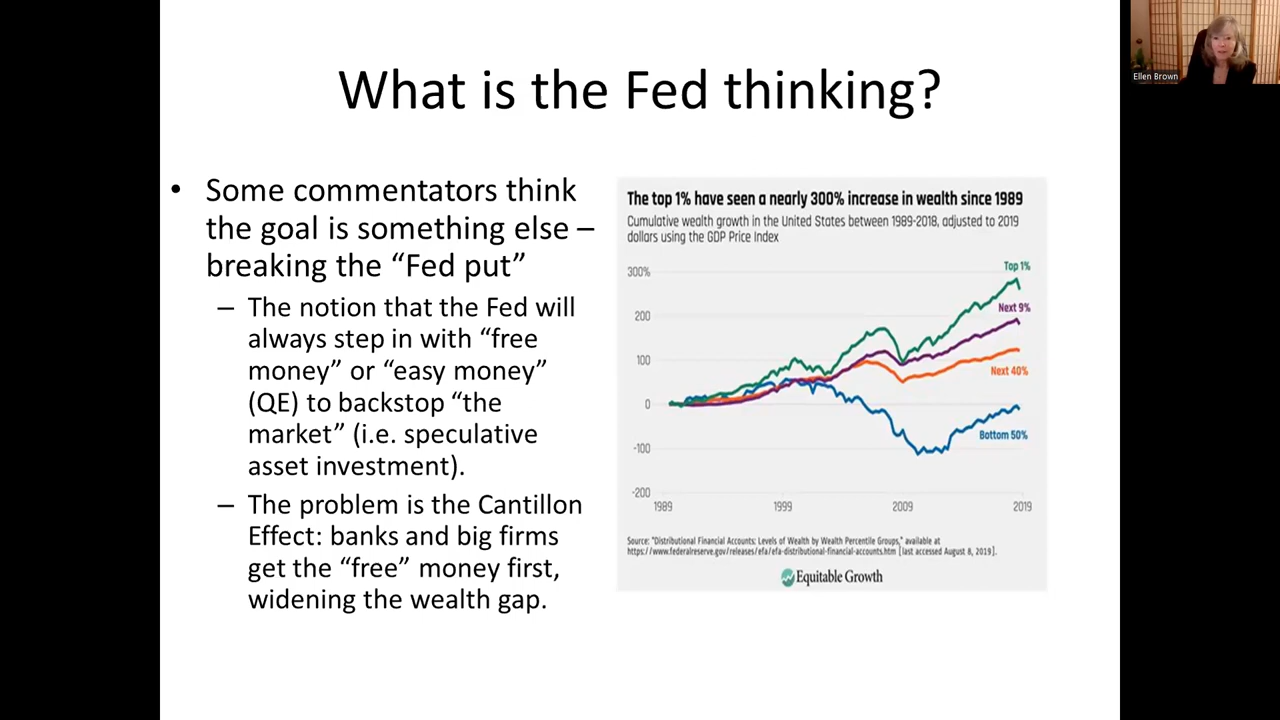 Ellen Brown
What is the Fed thinking?
• Some commentators think
the goal is something else –
breaking the “Fed put”
– The notion that the Fed will
always step in with “free
money” or “easy money”
(QE) to backstop “the
market” (i.e. speculative
asset investment).
– The problem is the Cantillon
Effect: banks and big firms
get the “free” money first,
widening the wealth gap.
The top 1% have seen a nearly 300% increase in wealth since 1989
Cumulative wealth growth in the United States between 1989-2018, adjusted to 2019
dollars using the GDP Price Index
300%
200
100
0
-100
-200
Top 1%
Next 9%
Next 40%
Bottom 50%
1989 1999 2009 2019
Source: "Distributional Financial Accounts: Levels of Wealth by Wealth Percentile Groups," available at
https://www.federalreserve.gov/releases/efa/efa-distributional-financial-accounts.htm [last accessed August 8, 2019].
Equitable Growth